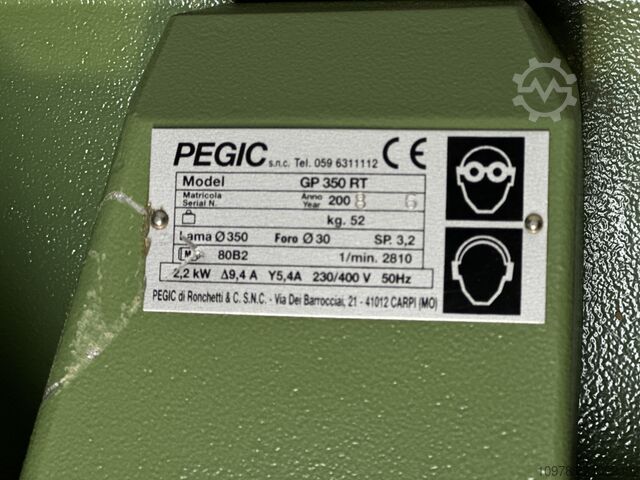 PEGIC s.n.c. Tel. 059 6311112 CE
Model GP 350 RT
Matricola Serial N. Anno Year 2008 6
kg. 52
Lama Ø 350 Foro Ø 30 SP. 3,2
80B2 1/min. 2810
2,2 kW Δ9,4 A Y5,4A 230/400 V 50Hz
PEGIC di Ronchetti & C. S.N.C. - Via Dei Barrocciai, 21 - 41012 CARPI (MO)